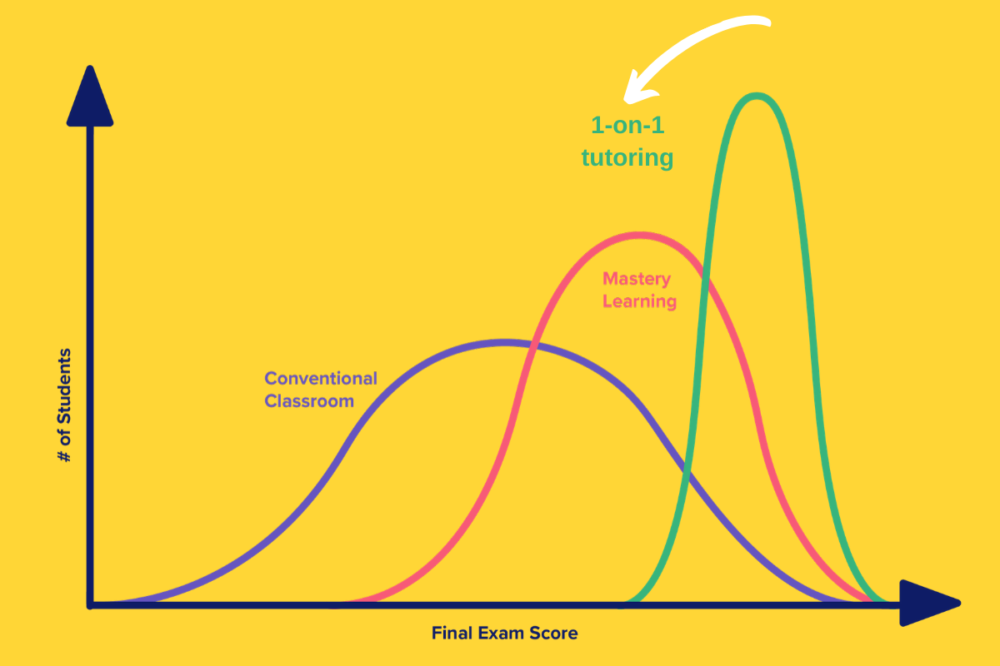 1-on-1
tutoring
Mastery
Learning
Conventional
Classroom
# of Students
Final Exam Score